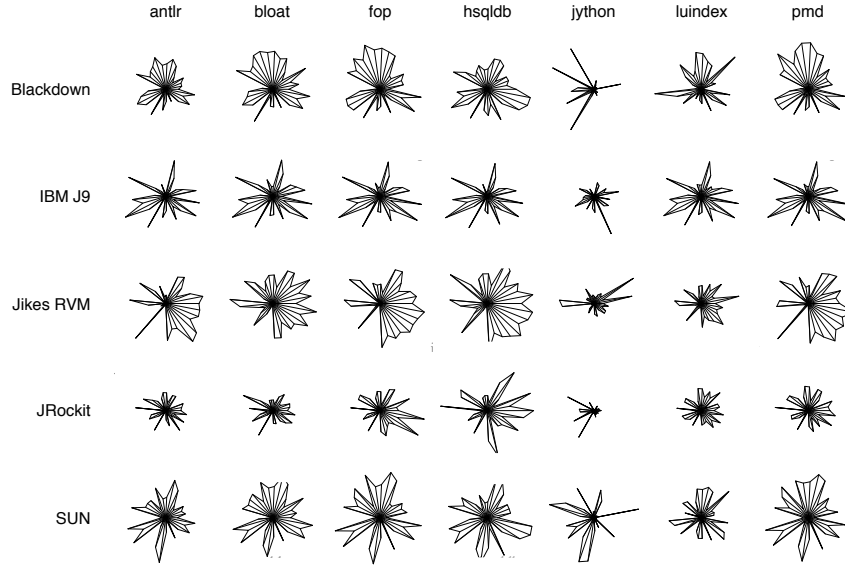 antlr bloat fop hsqldb jython luindex pmd
Blackdown
IBM J9
Jikes RVM
JRockit
SUN